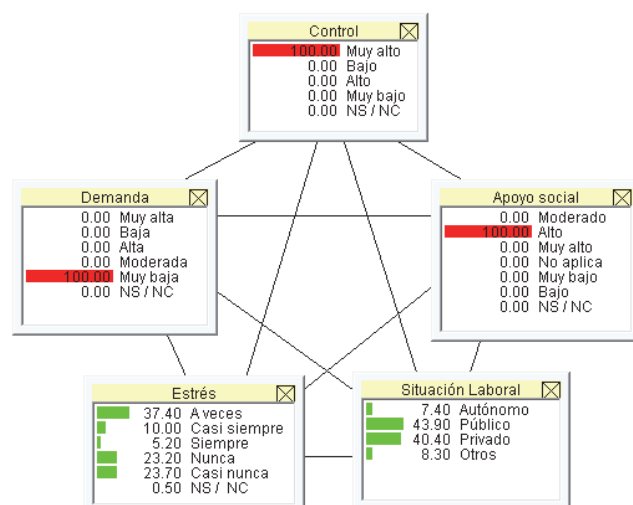 Control
100.00 Muy alto
0.00 Bajo
0.00 Alto
0.00 Muy bajo
0.00 NS / NC
Demanda
0.00 Muy alta
0.00 Baja
0.00 Alta
0.00 Moderada
100.00 Muy baja
0.00 NS / NC
Apoyo social
0.00 Moderado
100.00 Alto
0.00 Muy alto
0.00 No aplica
0.00 Muy bajo
0.00 Bajo
0.00 NS / NC
Estrés
37.40 A veces
10.00 Casi siempre
5.20 Siempre
23.20 Nunca
23.70 Casi nunca
0.50 NS / NC
Situación Laboral
7.40 Autónomo
43.90 Público
40.40 Privado
8.30 Otros